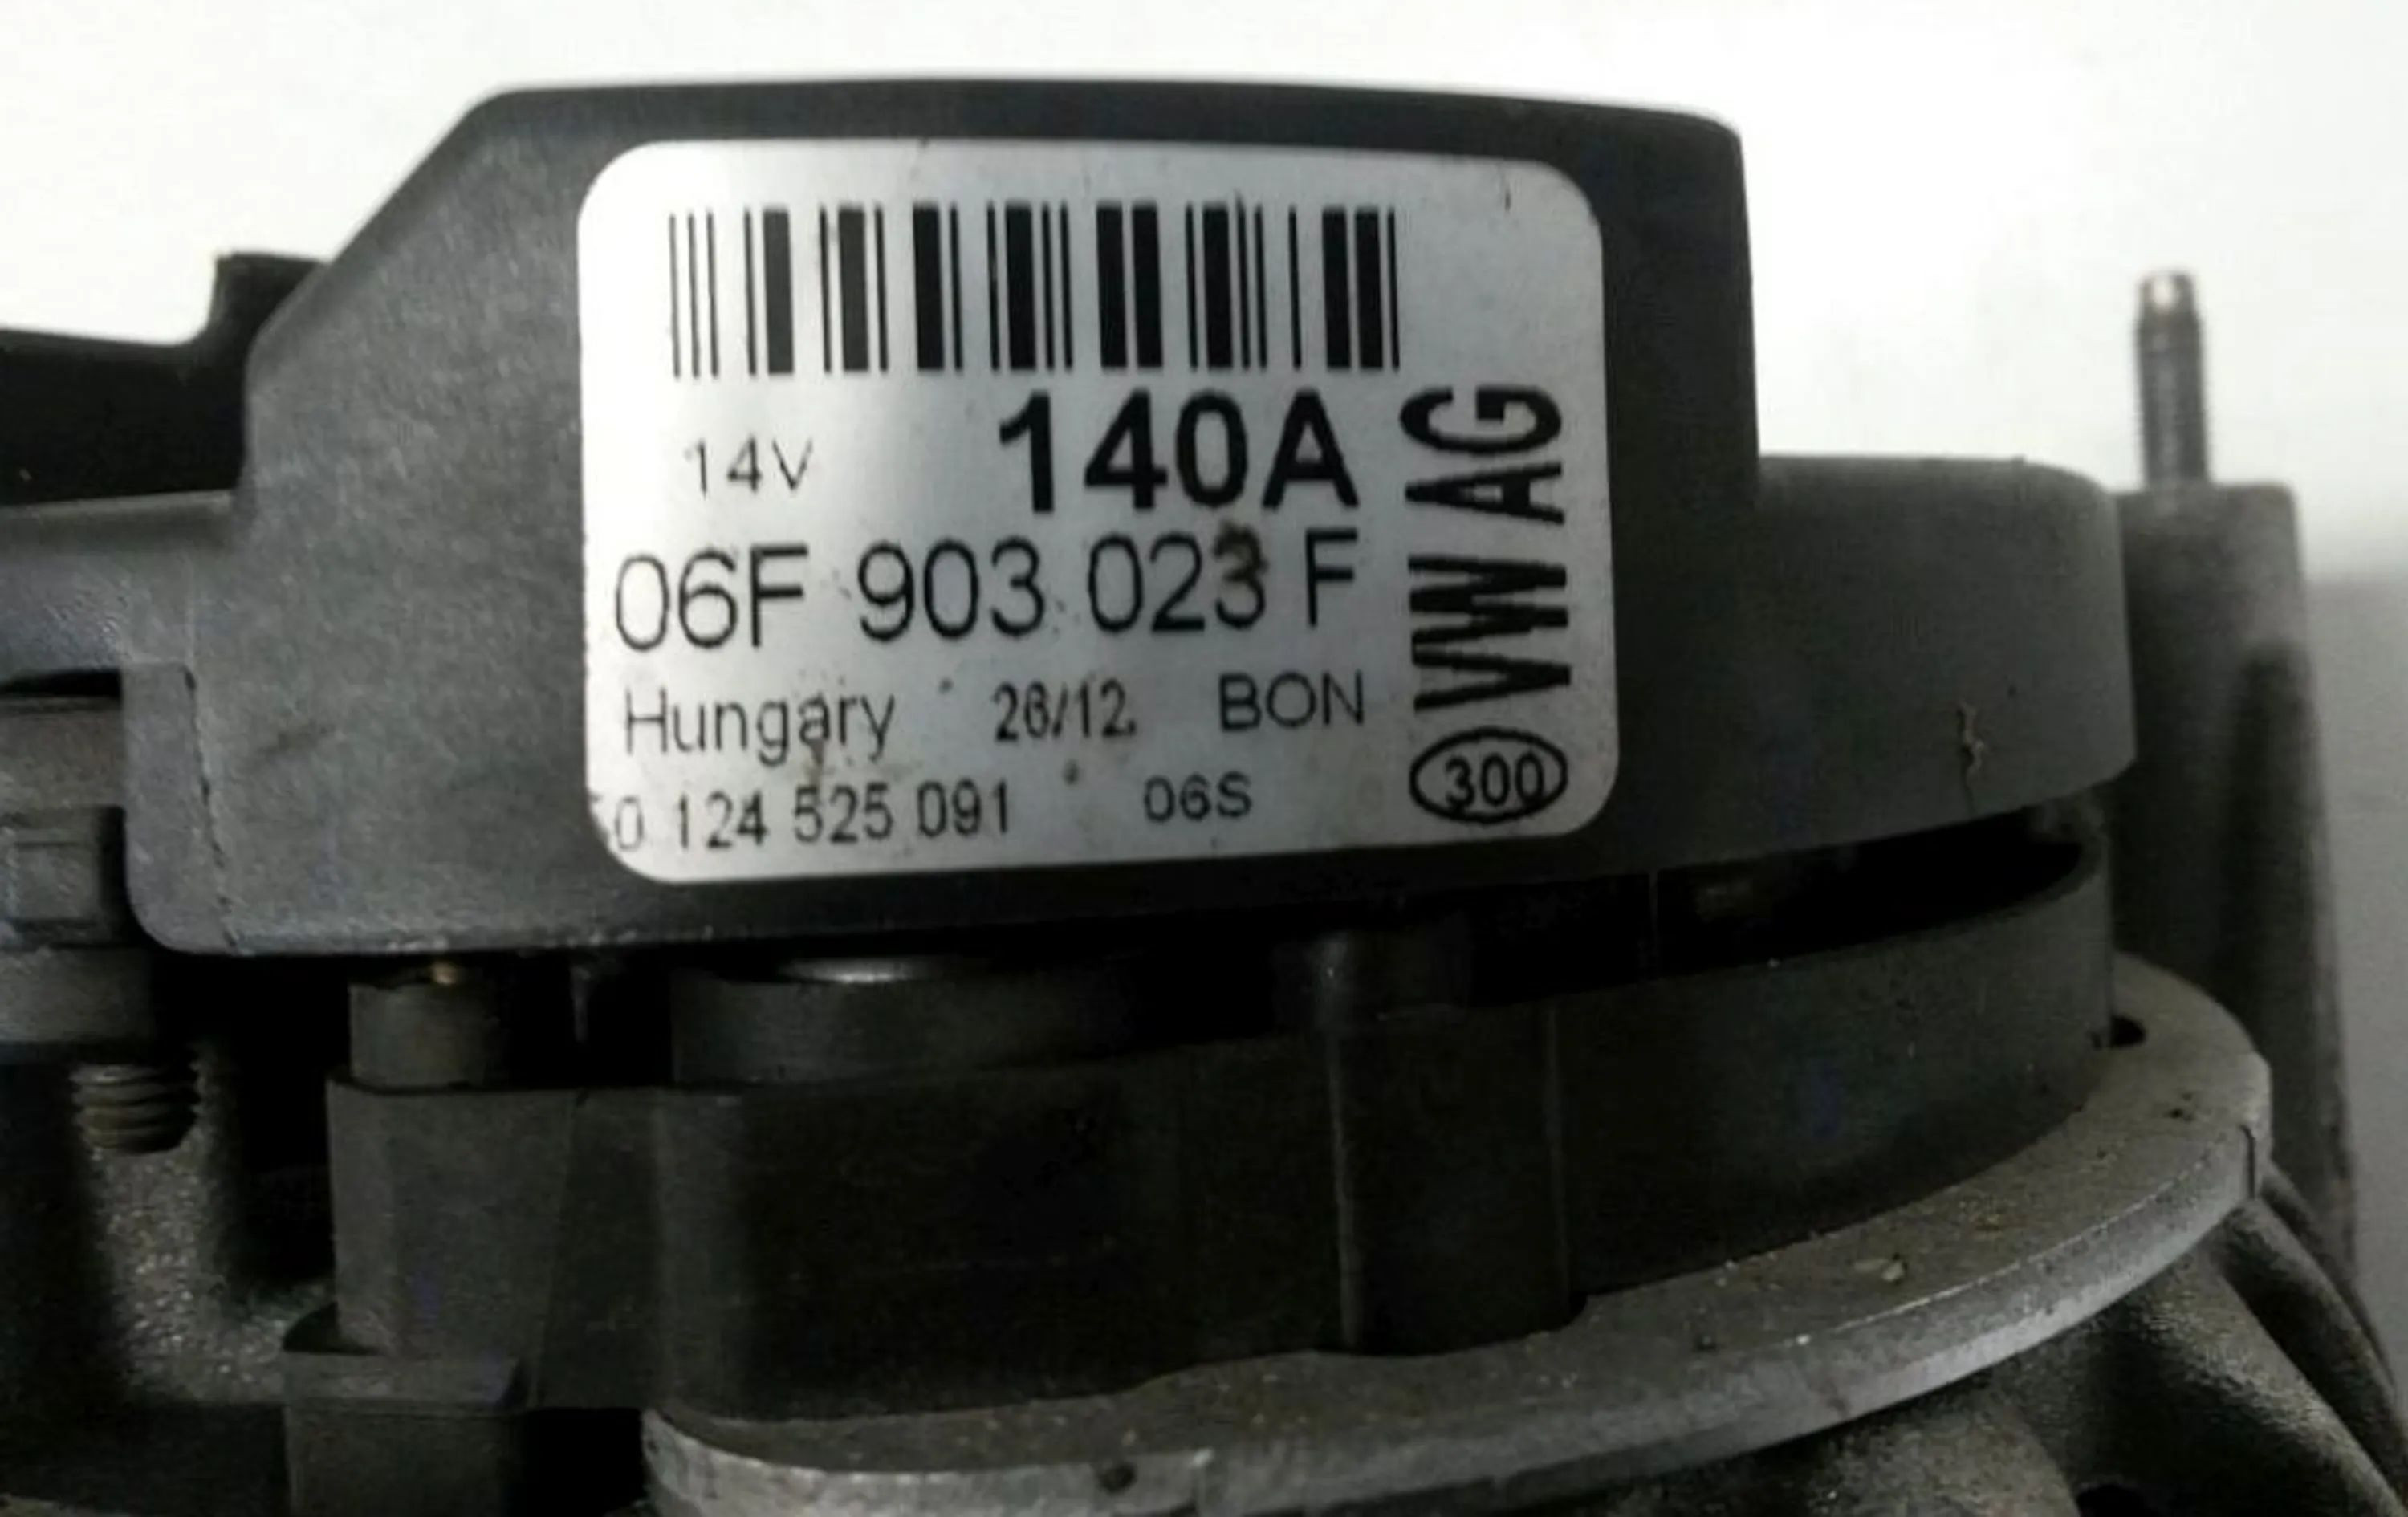 14V 140A
06F 903 023 F
Hungary 26/12. BON
0 124 525 091 06S
VW AG
300